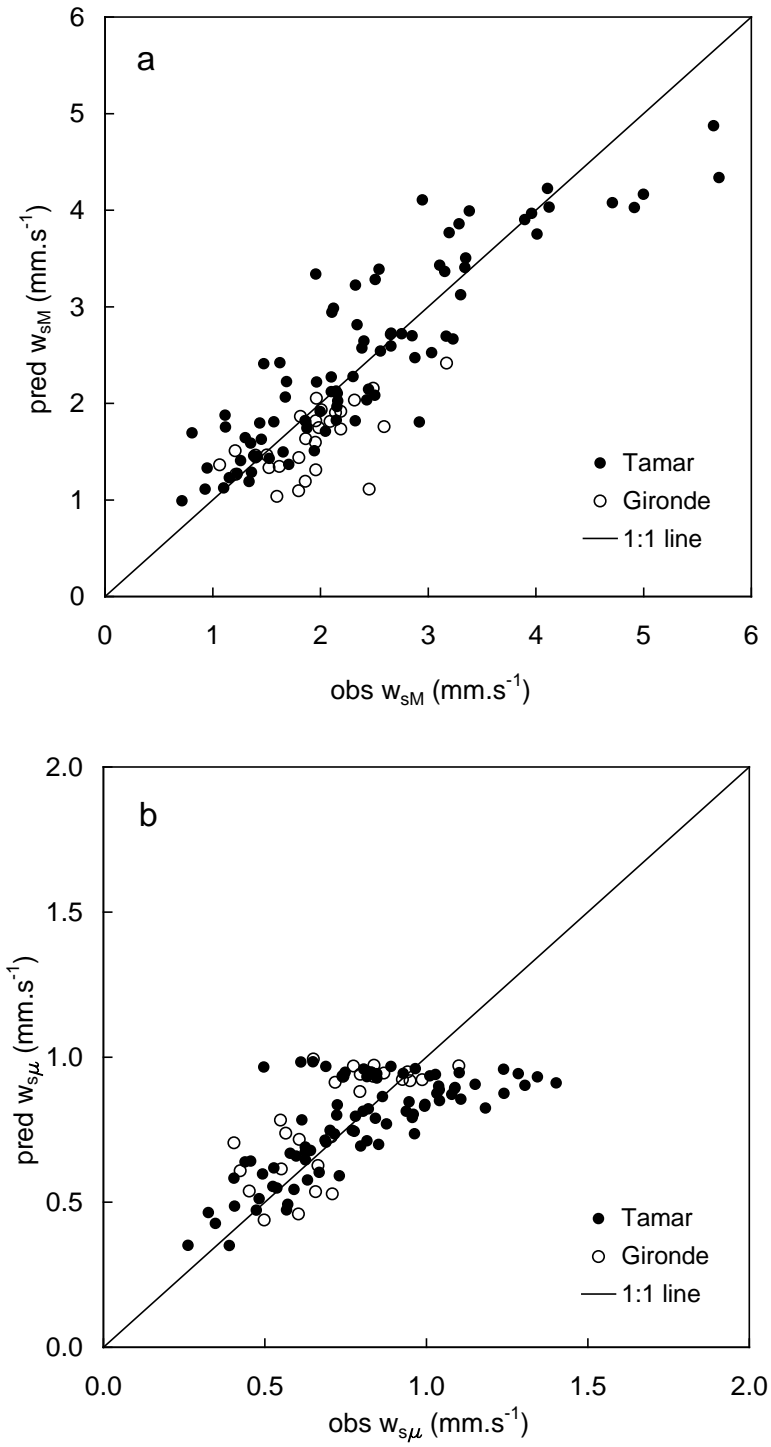 a
6
5
4
3
2
1
0
pred w_sM (mm.s⁻¹)
Tamar
Gironde
1:1 line
0 1 2 3 4 5 6
obs w_sM (mm.s⁻¹)
b
2.0
1.5
1.0
0.5
0.0
pred w_sμ (mm.s⁻¹)
Tamar
Gironde
1:1 line
0.0 0.5 1.0 1.5 2.0
obs w_sμ (mm.s⁻¹)